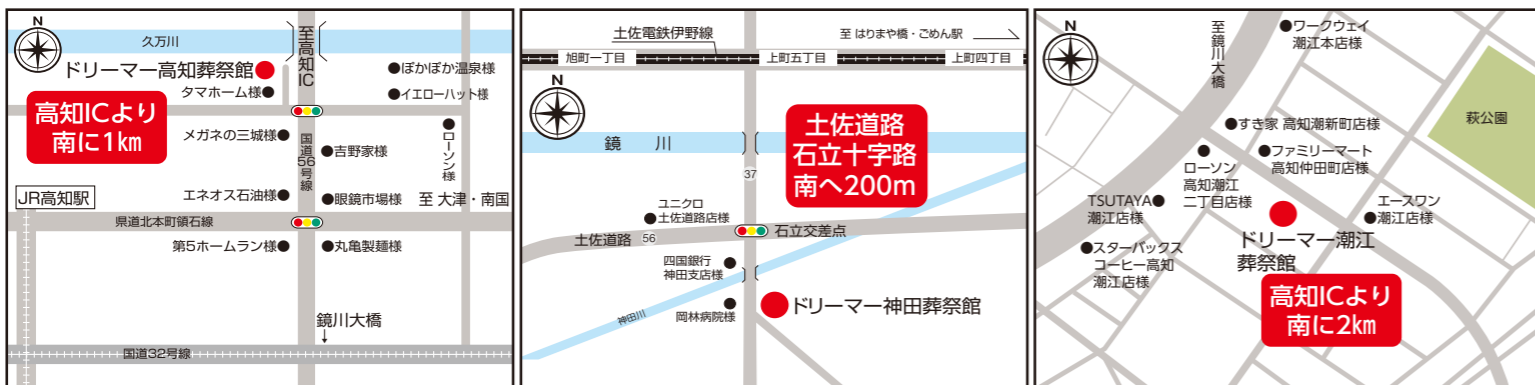 N
久万川
至高知IC
ドリーマー高知葬祭館
タマホーム様
ぽかぽか温泉様
イエローハット様
高知ICより
南に1km
メガネの三城様
国道56号線
吉野家様
ローソン様
JR高知駅
エネオス石油様
眼鏡市場様
至 大津・南国
県道北本町領石線
第5ホームラン様
丸亀製麺様
鏡川大橋
国道32号線
土佐電鉄伊野線
至 はりまや橋・ごめん駅
旭町一丁目
上町五丁目
上町四丁目
N
鏡 川
土佐道路
石立十字路
南へ200m
37
ユニクロ
土佐道路店様
土佐道路 56
石立交差点
四国銀行
神田支店様
神田川
岡林病院様
ドリーマー神田葬祭館
N
至鏡川大橋
ワークウェイ
潮江本店様
萩公園
すき家 高知潮新町店様
ローソン
高知潮江
二丁目店様
ファミリーマート
高知仲田町店様
TSUTAYA
潮江店様
エースワン
潮江店様
スターバックス
コーヒー高知
潮江店様
ドリーマー潮江
葬祭館
高知ICより
南に2km